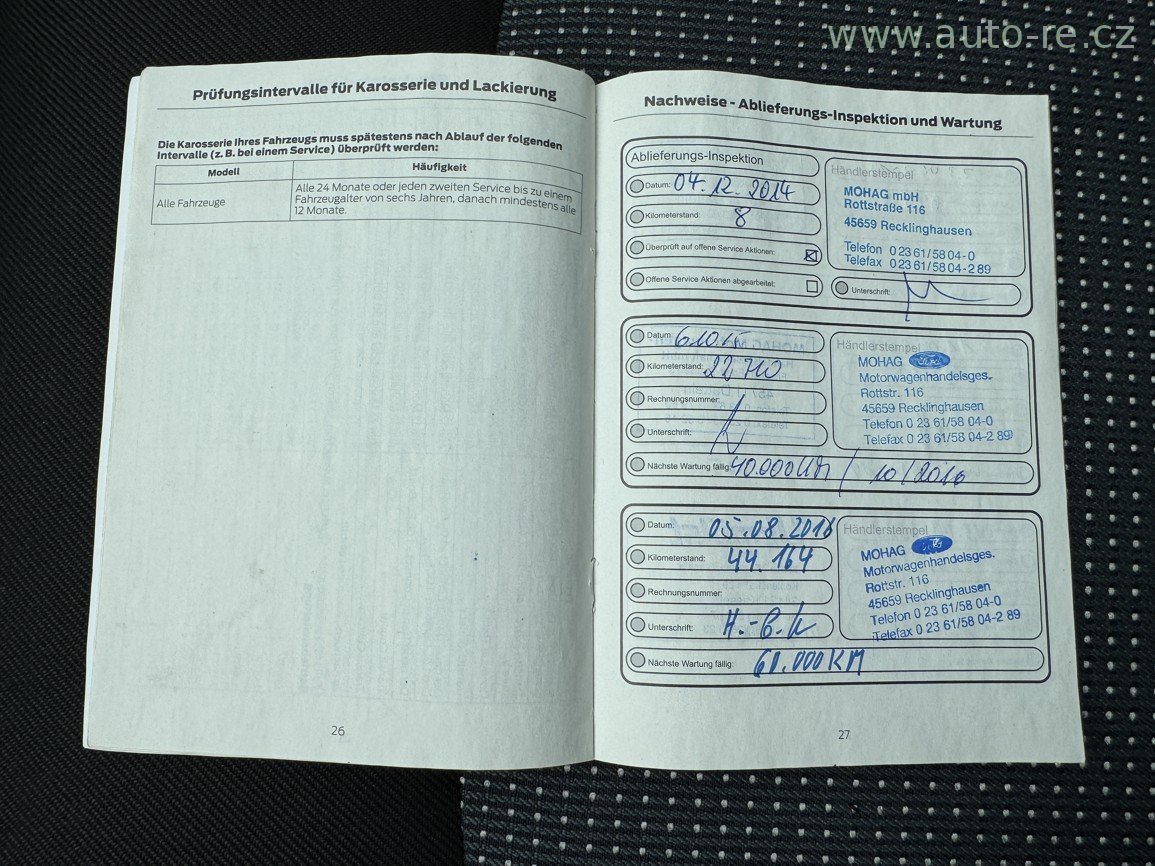 www.auto-re.cz
Prüfungsintervalle für Karosserie und Lackierung
Die Karosserie Ihres Fahrzeugs muss spätestens nach Ablauf der folgenden
Intervalle (z. B. bei einem Service) überprüft werden:
Modell Häufigkeit
Alle Fahrzeuge
Alle 24 Monate oder jeden zweiten Service bis zu einem
Fahrzeugalter von sechs Jahren, danach mindestens alle
12 Monate.
26
Nachweise - Ablieferungs-Inspektion und Wartung
Ablieferungs-Inspektion
Datum: 04.12.2014
Kilometerstand: 8
Überprüft auf offene Service Aktionen:
Offene Service Aktionen abgearbeitet:
Händlerstempel
MOHAG mbH
Rottstraße 116
45659 Recklinghausen
Telefon 0 23 61/58 04-0
Telefax 0 23 61/58 04-2 89
Unterschrift:
Datum: 6.10.15
Kilometerstand: 22.710
Rechnungsnummer:
Unterschrift:
Händlerstempel
MOHAG Ford
Motorwagenhandelsges.
Rottstr. 116
45659 Recklinghausen
Telefon 0 23 61/58 04-0
Telefax 0 23 61/58 04-2 89
Nächste Wartung fällig: 40.000 km / 10/2016
Datum: 05.08.2016
Kilometerstand: 44.164
Rechnungsnummer:
Unterschrift:
Händlerstempel
MOHAG
Motorwagenhandelsges.
Rottstr. 116
45659 Recklinghausen
Telefon 0 23 61/58 04-0
Telefax 0 23 61/58 04-2 89
Nächste Wartung fällig: 60.000 KM
27